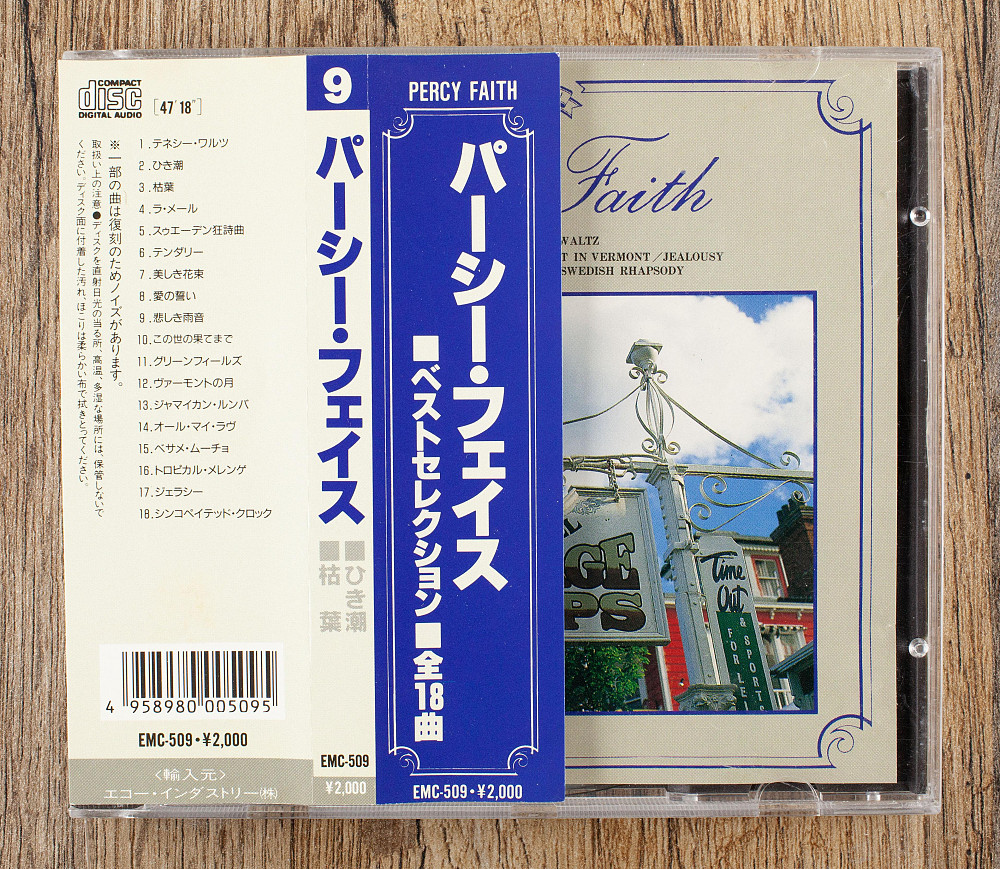 COMPACT
disc
DIGITAL AUDIO
[47'18"]
1.テネシー・ワルツ
2.ひき潮
3.枯葉
4.ラ・メール
5.スゥエーデン狂詩曲
6.テンダリー
7.美しき花束
8.愛の誓い
9.悲しき雨音
10.この世の果てまで
11.グリーンフィールズ
12.ヴァーモントの月
13.ジャマイカン・ルンバ
14.オール・マイ・ラヴ
15.ベサメ・ムーチョ
16.トロピカル・メレンゲ
17.ジェラシー
18.シンコペイテッド・クロック
※一部の曲は復刻のためノイズがあります。
取扱い上の注意●ディスクを直射日光の当る所、高温、多湿な場所には、保管しないで
ください。ディスク面に付着した汚れ、ほこりは柔らかい布で拭きとってください。
4 958980 005095
EMC-509・¥2,000
〈輸入元〉
エコー・インダストリー(株)
9
パーシー・フェイス
■ひき潮
■枯葉
EMC-509
¥2,000
PERCY FAITH
パーシー・フェイス
■ベストセレクション■全18曲
EMC-509・¥2,000
Faith
WALTZ
IN VERMONT/JEALOUSY
SWEDISH RHAPSODY
Time
Out
& SPORT
FOR LE